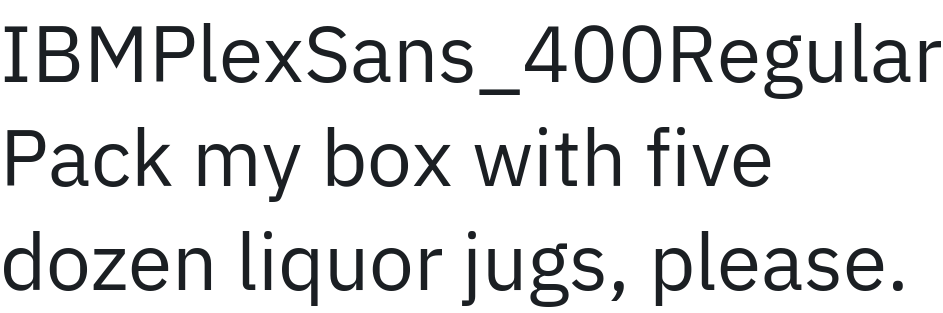 IBMPlexSans_400Regular
Pack my box with five
dozen liquor jugs, please.